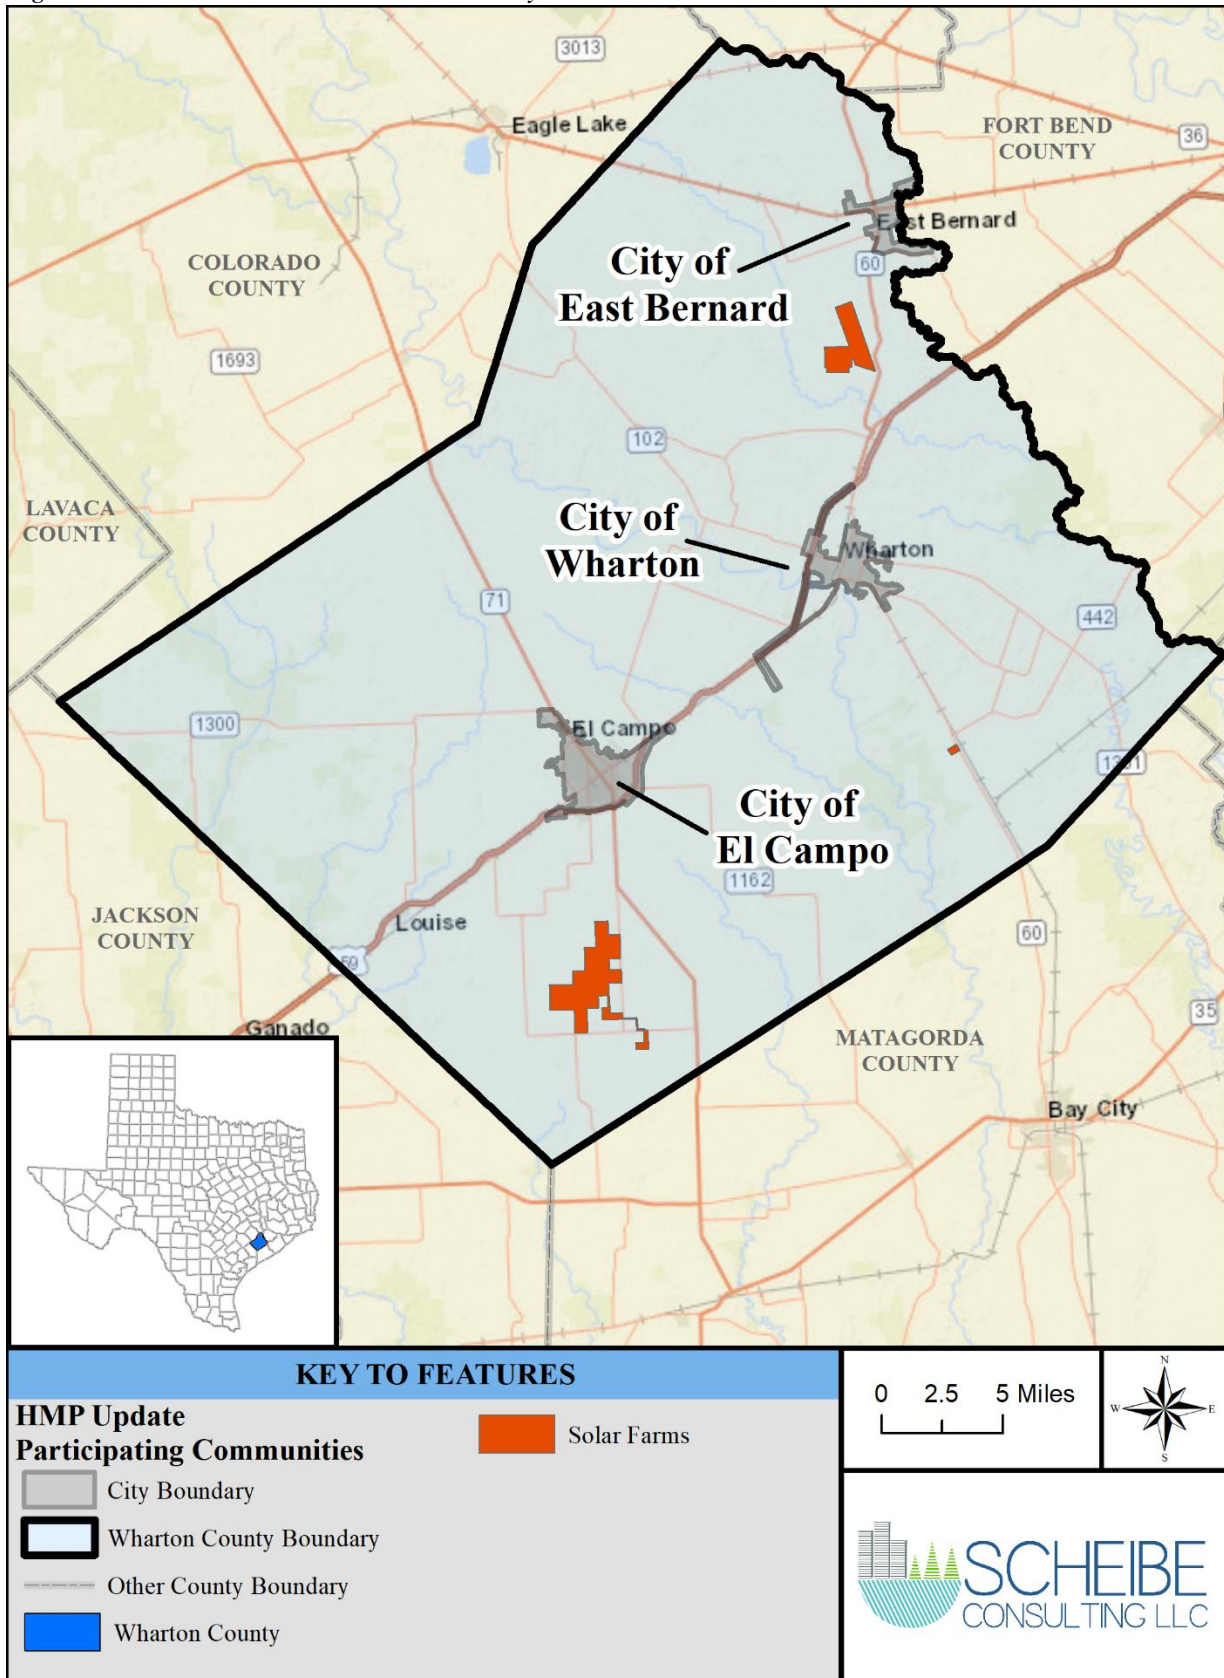 3013
Eagle Lake
FORT BEND
COUNTY
36
East Bernard
City of
East Bernard
60
COLORADO
COUNTY
1693
102
LAVACA
COUNTY
City of
Wharton
Wharton
71
442
1300
El Campo
1301
City of
El Campo
1162
JACKSON
COUNTY
Louise
59
60
Ganado
35
MATAGORDA
COUNTY
Bay City
KEY TO FEATURES
HMP Update
Participating Communities
City Boundary
Wharton County Boundary
Other County Boundary
Wharton County
Solar Farms
0 2.5 5 Miles
N
W E
S
SCHEIBE
CONSULTING LLC